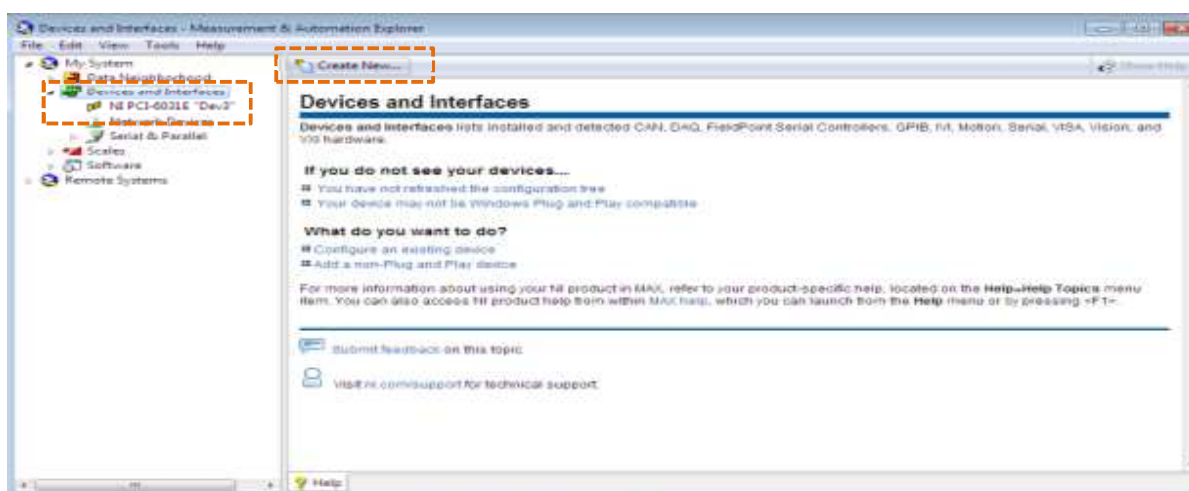 Devices and Interfaces - Measurement & Automation Explorer
File Edit View Tools Help
My System
Data Neighborhood
Devices and Interfaces
NI PCI-6031E "Dev3"
Network Devices
Serial & Parallel
Scales
Software
Remote Systems
Create New...
Show Help
Devices and Interfaces
Devices and Interfaces lists installed and detected CAN, DAQ, FieldPoint Serial Controllers, GPIB, IVI, Motion, Serial, VISA, Vision, and
VXI hardware.
If you do not see your devices...
You have not refreshed the configuration tree
Your device may not be Windows Plug and Play compatible
What do you want to do?
Configure an existing device
Add a non-Plug and Play device
For more information about using your NI product in MAX, refer to your product-specific help, located on the Help»Help Topics menu
item. You can also access NI product help from within MAX help, which you can launch from the Help menu or by pressing <F1>.
Submit feedback on this topic
Visit ni.com/support for technical support
Help